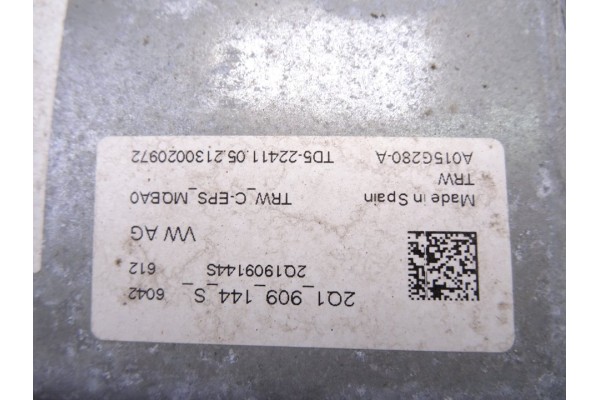 2Q1_909_144_S_ 6042
2Q1909144S 612
VW AG
Made in Spain TRW_C-EPS_MQBA0
TRW
A015G280-A TD5-22411.05.2130020972